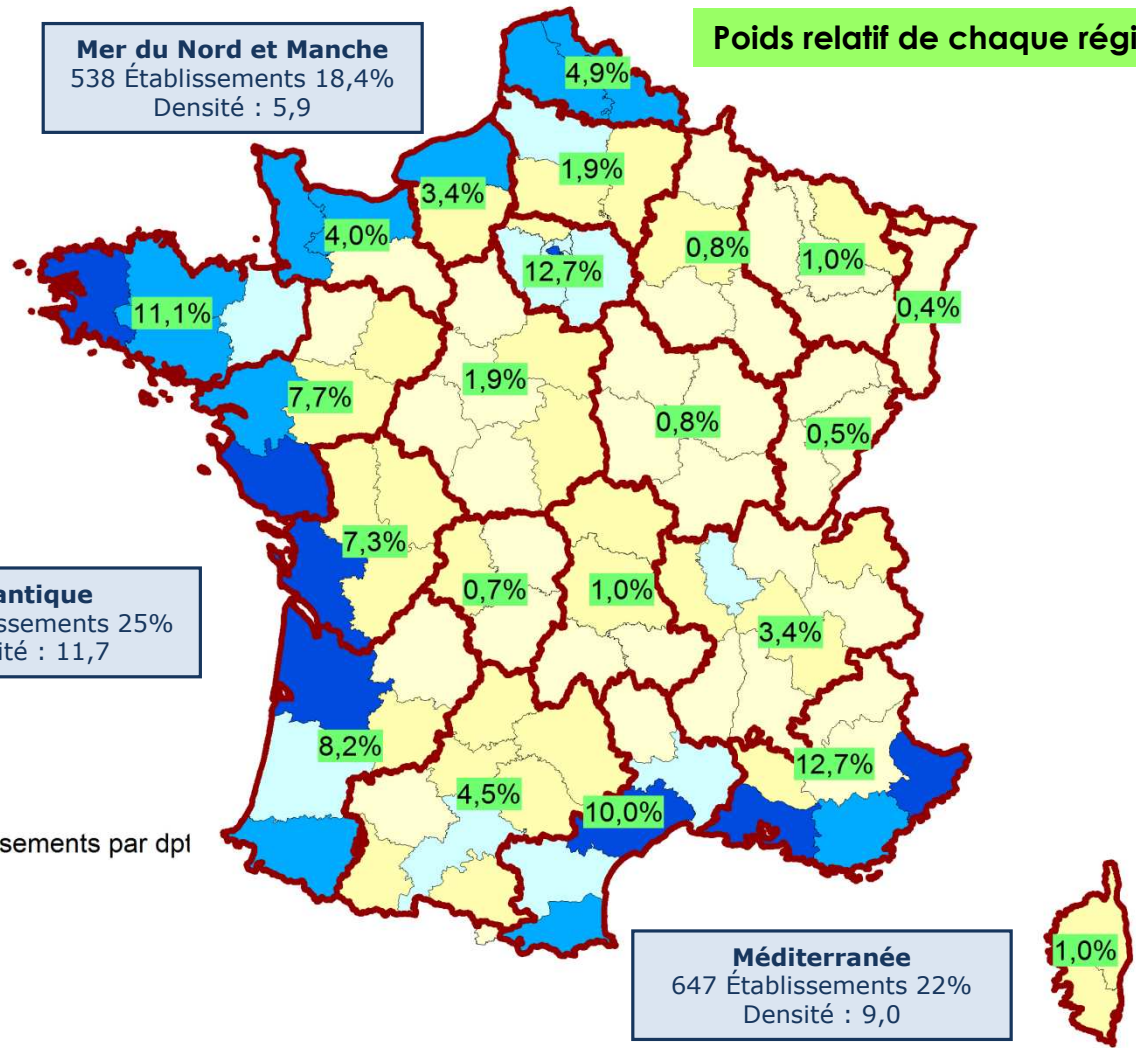 Mer du Nord et Manche
538 Établissements 18,4%
Densité : 5,9
Poids relatif de chaque régi
4,9%
1,9%
3,4%
4,0%
12,7%
0,8%
1,0%
0,4%
11,1%
7,7%
1,9%
0,8%
0,5%
7,3%
0,7%
1,0%
3,4%
antique
ssements 25%
ité : 11,7
8,2%
4,5%
10,0%
12,7%
sements par dpt
Méditerranée
647 Établissements 22%
Densité : 9,0
1,0%